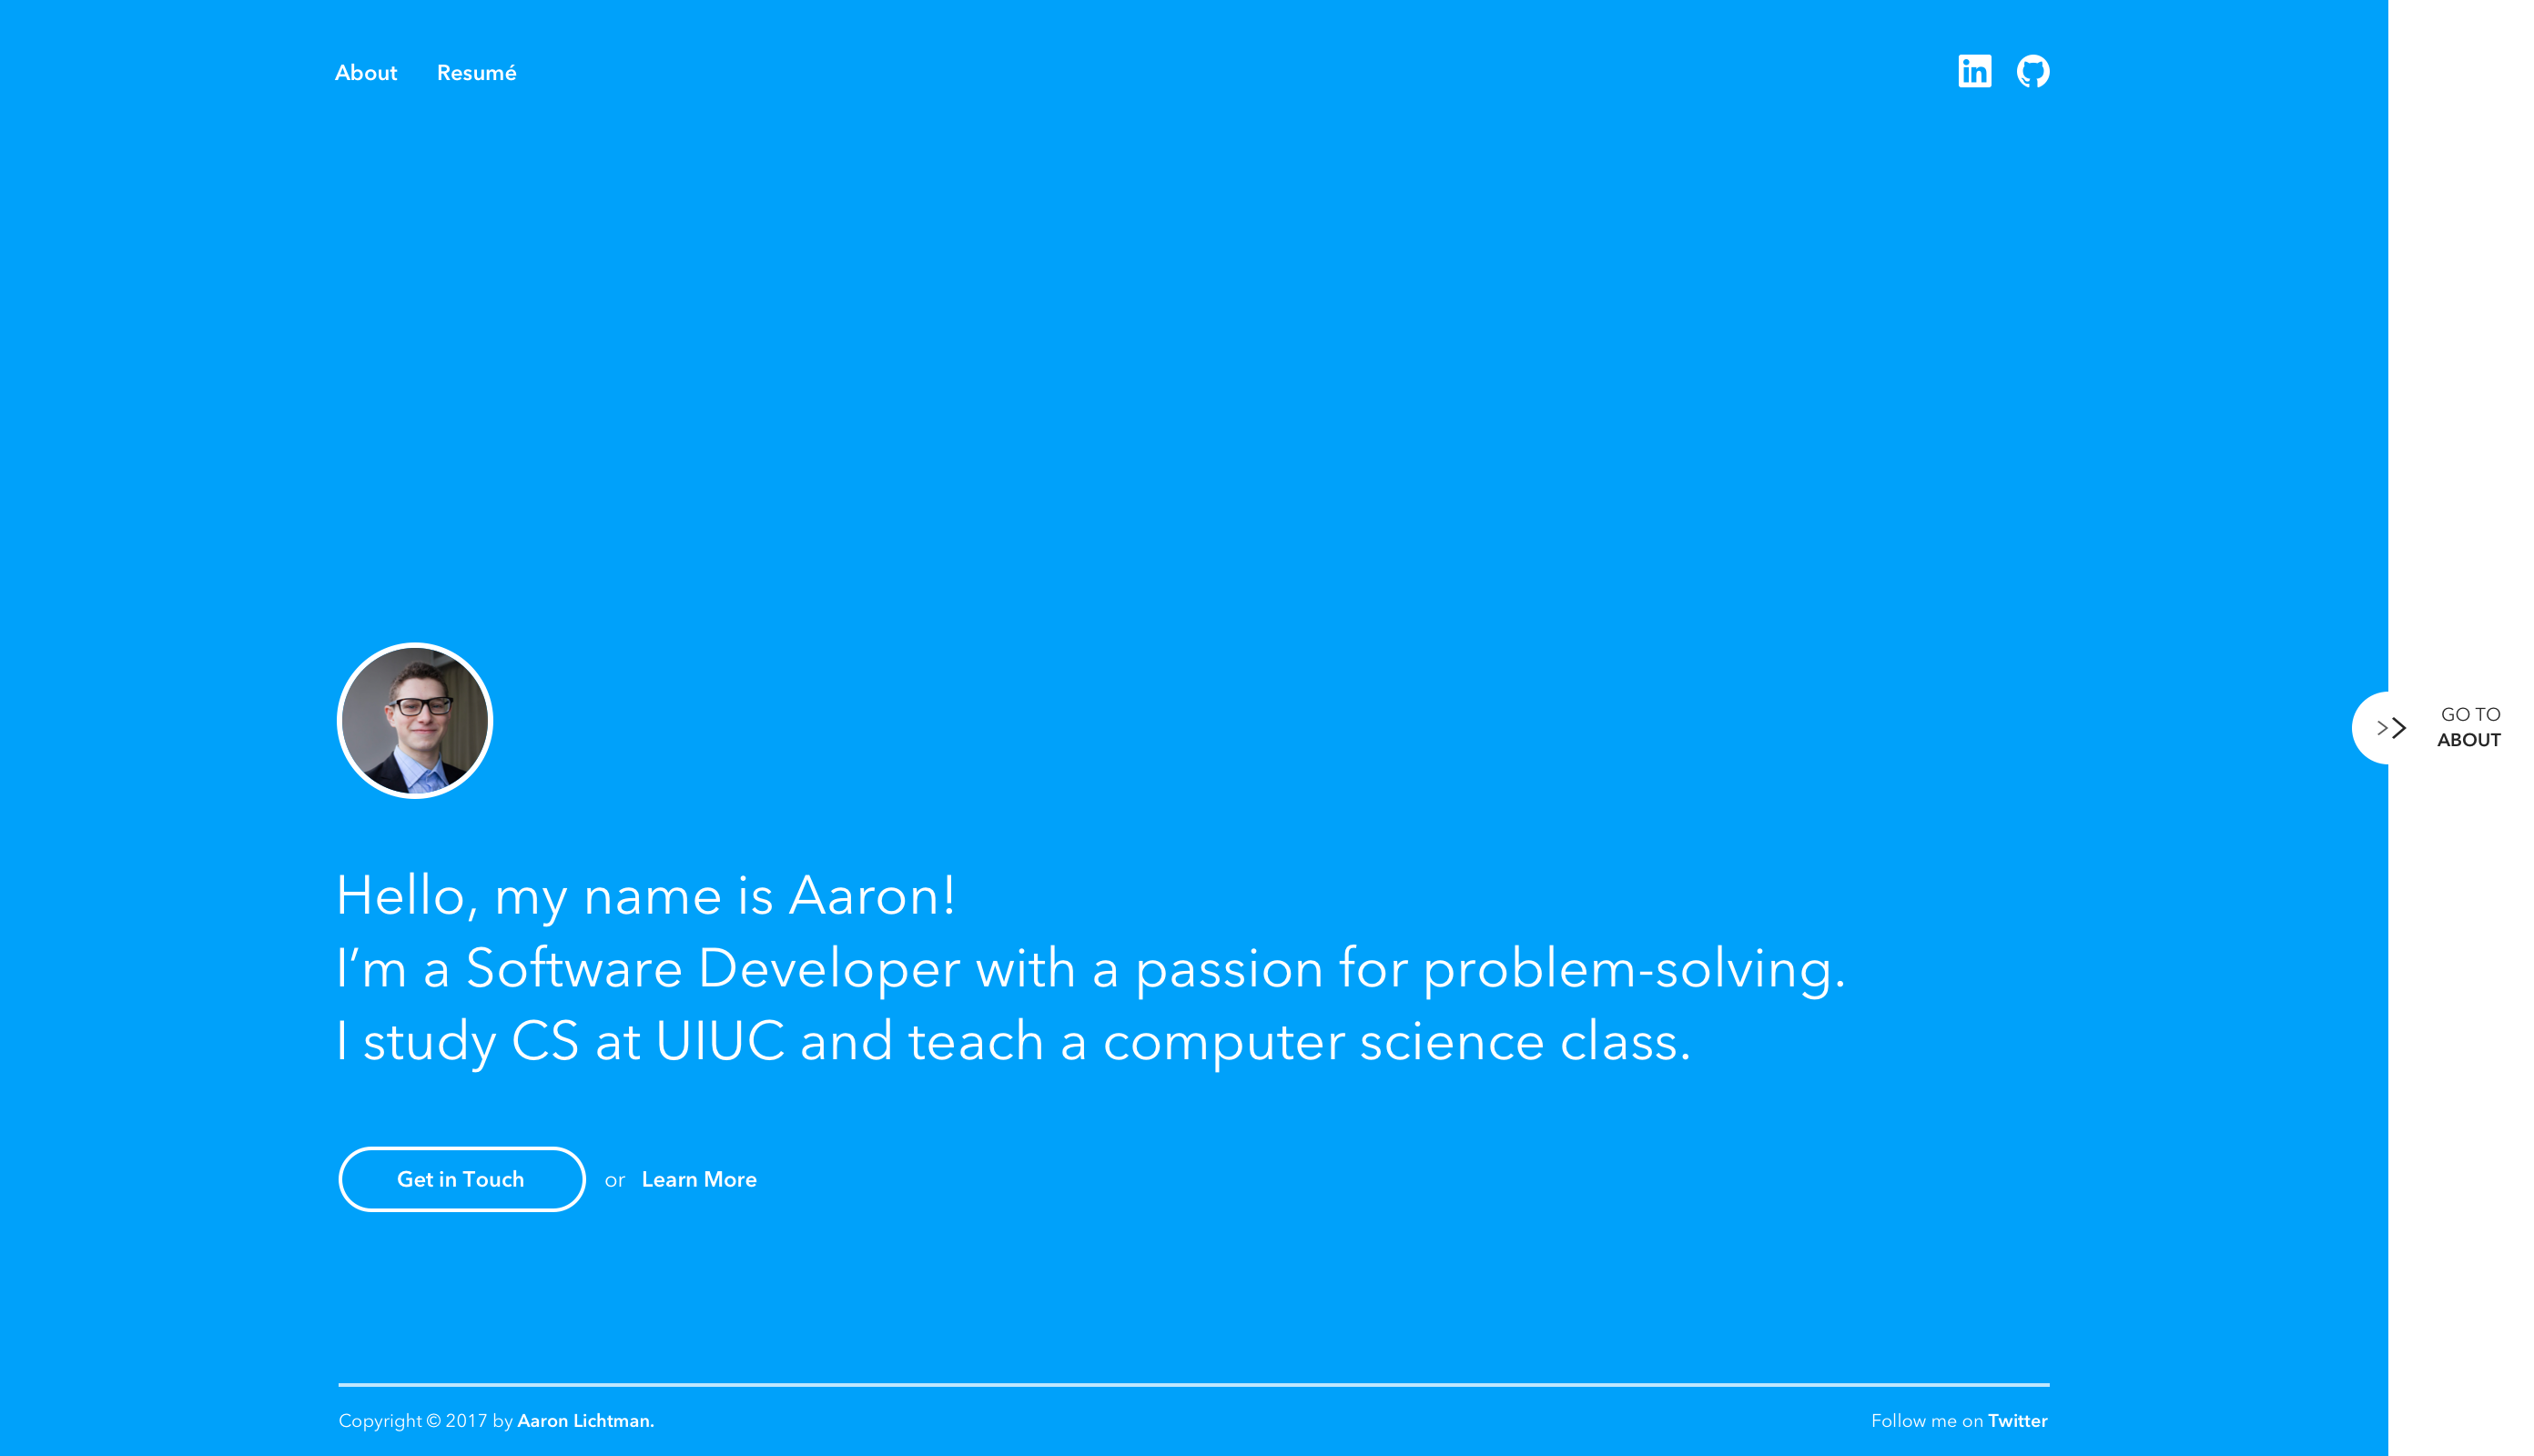 About Resumé
in
Hello, my name is Aaron!
I’m a Software Developer with a passion for problem-solving.
I study CS at UIUC and teach a computer science class.
Get in Touch or Learn More
GO TO
ABOUT
Copyright © 2017 by Aaron Lichtman.
Follow me on Twitter